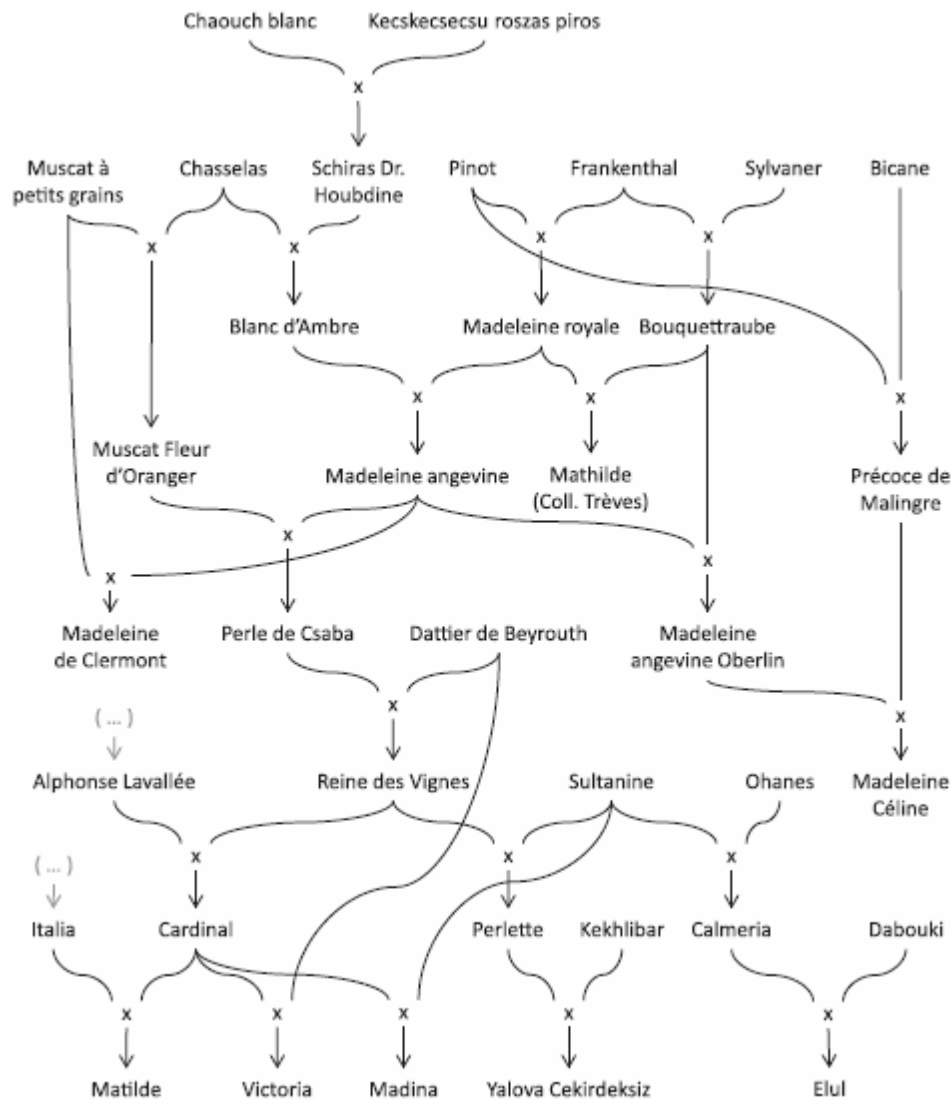 Chaouch blanc
Kecskecsecsu roszas piros
x
Muscat à
petits grains
Chasselas
Schiras Dr.
Houbdine
Pinot
Frankenthal
Sylvaner
Bicane
x
x
x
x
Blanc d'Ambre
Madeleine royale
Bouquettraube
x
x
x
Muscat Fleur
d'Oranger
Madeleine angevine
Mathilde
(Coll. Trèves)
Précoce de
Malingre
x
x
x
Madeleine
de Clermont
Perle de Csaba
Dattier de Beyrouth
Madeleine
angevine Oberlin
x
x
(...)
Alphonse Lavallée
Reine des Vignes
Sultanine
Ohanes
Madeleine
Céline
x
x
x
(...)
Italia
Cardinal
Perlette
Kekhlibar
Calmeria
Dabouki
x
x
x
x
x
Matilde
Victoria
Madina
Yalova Cekirdeksiz
Elul